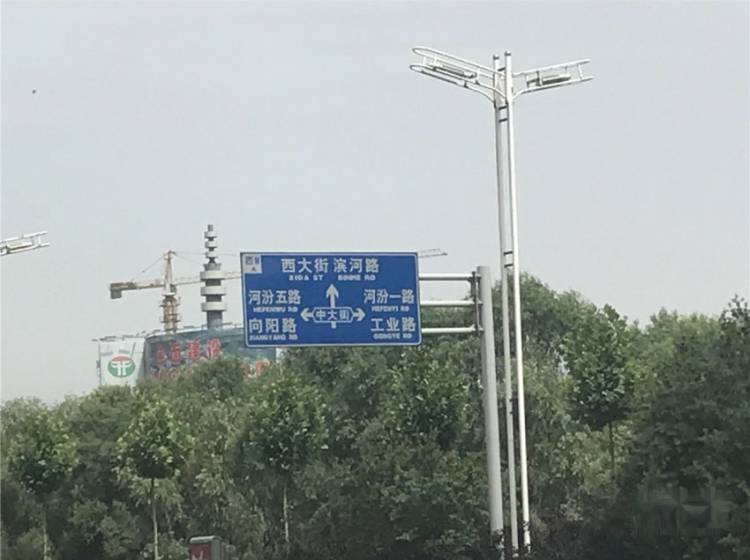 西
西大街 滨河路
XIDA ST BINHE RD
河汾五路 河汾一路
HEFENWU RD HEFENYI RD
中大街
向阳路 工业路
XIANGYANG RD GONGYE RD